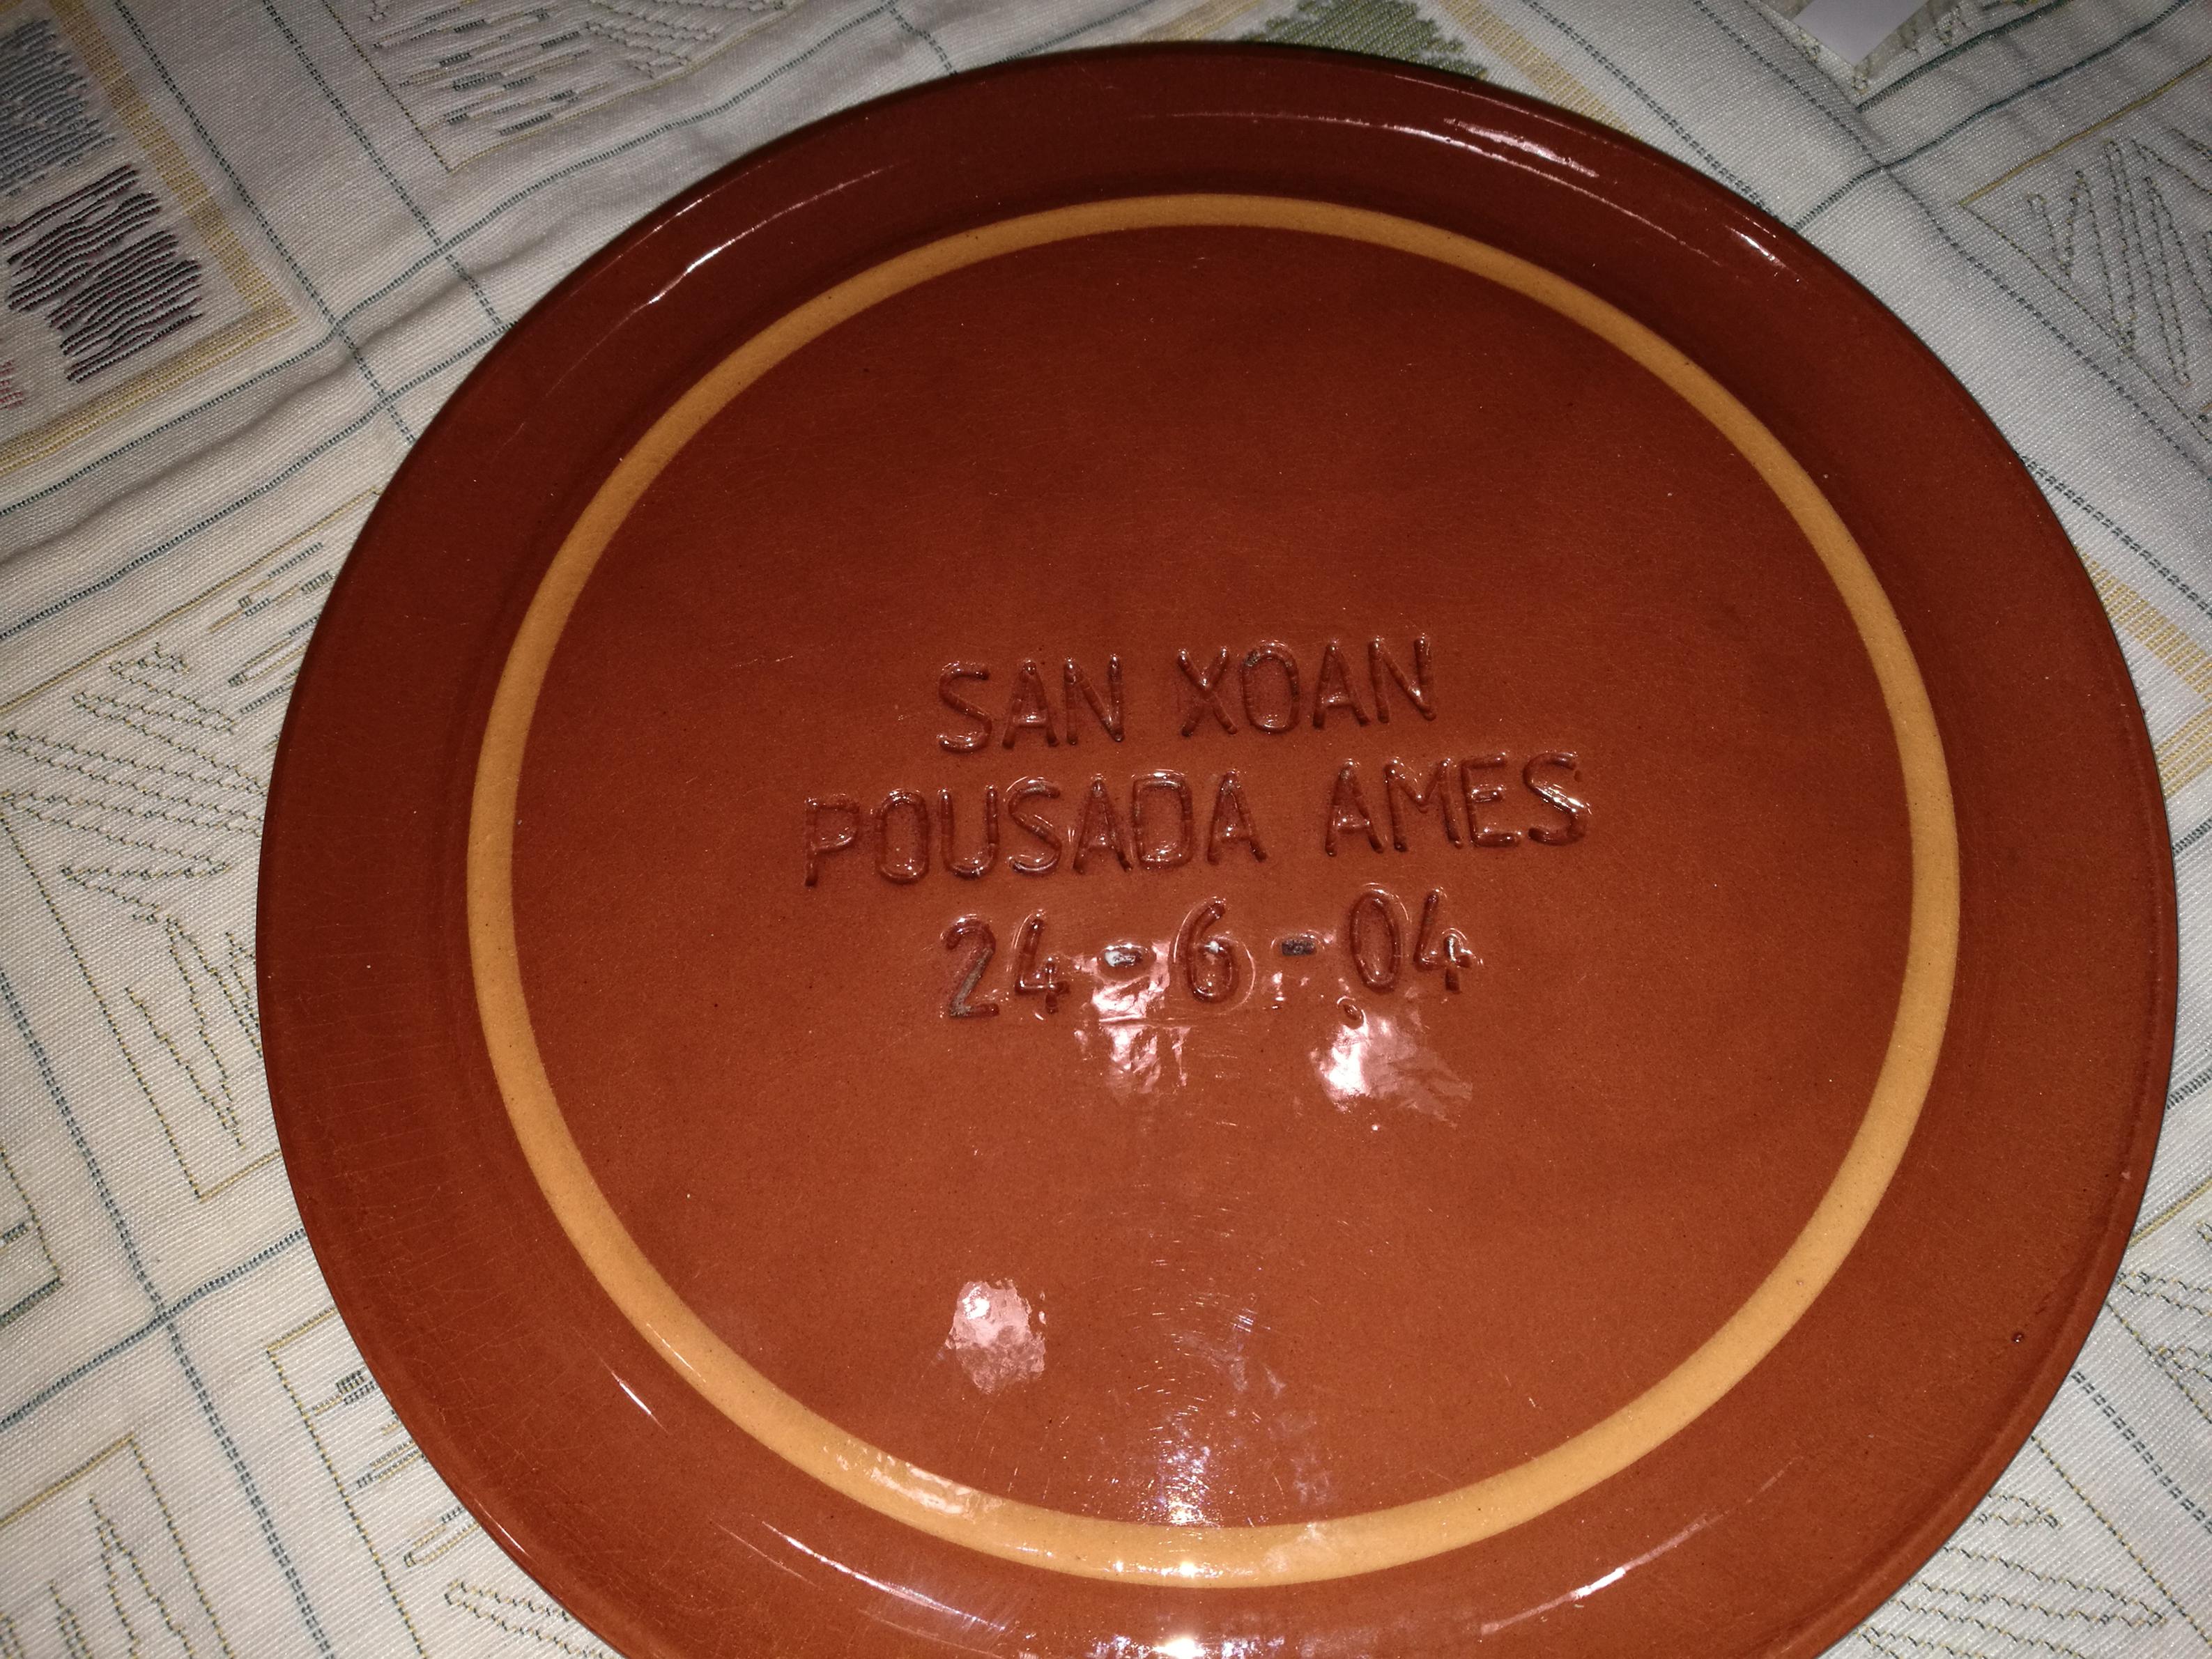 SAN XOAN
POUSADA AMES
24-6-04